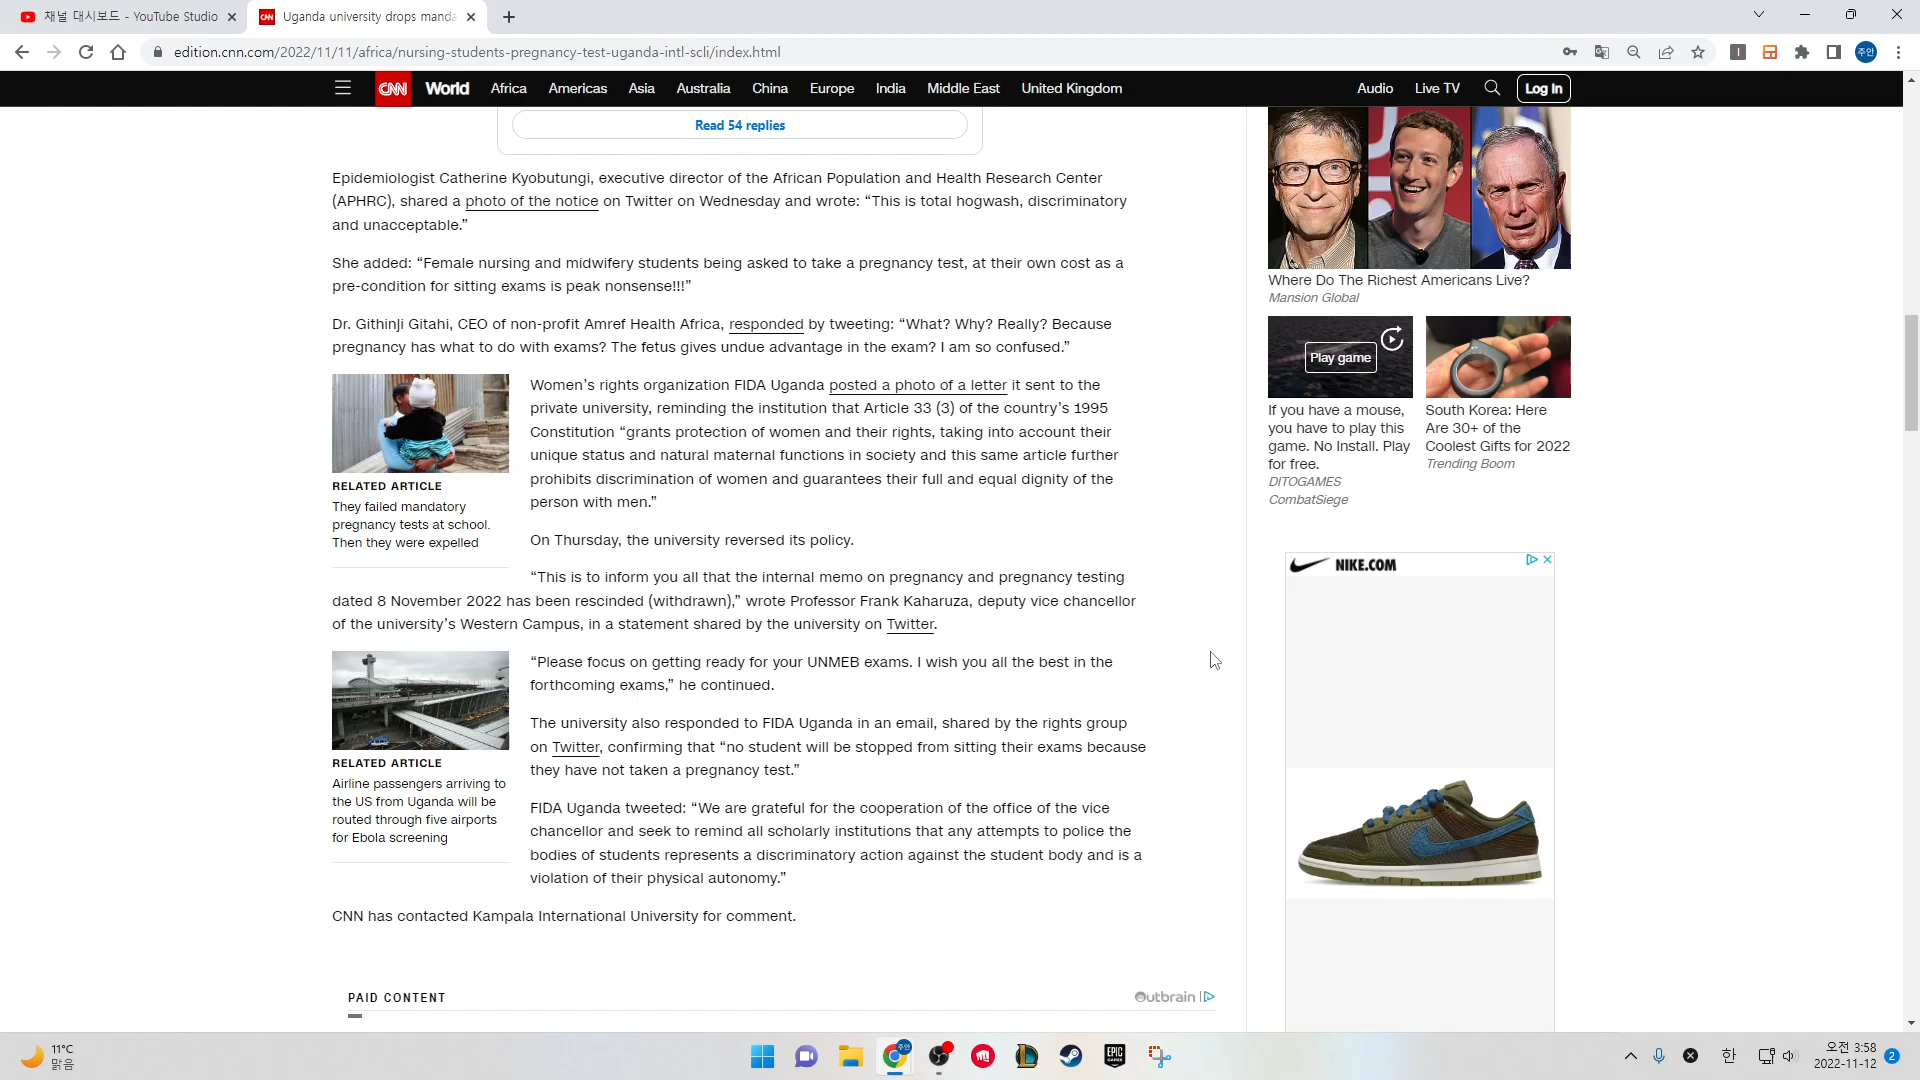 채널 대시보드 - YouTube Studio
Uganda university drops manda
edition.cnn.com/2022/11/11/africa/nursing-students-pregnancy-test-uganda-intl-scli/index.html
주안
CNN World Africa Americas Asia Australia China Europe India Middle East United Kingdom
Audio Live TV Log In
Read 54 replies
Epidemiologist Catherine Kyobutungi, executive director of the African Population and Health Research Center
(APHRC), shared a photo of the notice on Twitter on Wednesday and wrote: “This is total hogwash, discriminatory
and unacceptable.”
She added: “Female nursing and midwifery students being asked to take a pregnancy test, at their own cost as a
pre-condition for sitting exams is peak nonsense!!!”
Dr. Githinji Gitahi, CEO of non-profit Amref Health Africa, responded by tweeting: “What? Why? Really? Because
pregnancy has what to do with exams? The fetus gives undue advantage in the exam? I am so confused.”
RELATED ARTICLE
They failed mandatory
pregnancy tests at school.
Then they were expelled
Women’s rights organization FIDA Uganda posted a photo of a letter it sent to the
private university, reminding the institution that Article 33 (3) of the country’s 1995
Constitution “grants protection of women and their rights, taking into account their
unique status and natural maternal functions in society and this same article further
prohibits discrimination of women and guarantees their full and equal dignity of the
person with men.”
On Thursday, the university reversed its policy.
“This is to inform you all that the internal memo on pregnancy and pregnancy testing
dated 8 November 2022 has been rescinded (withdrawn),” wrote Professor Frank Kaharuza, deputy vice chancellor
of the university’s Western Campus, in a statement shared by the university on Twitter.
RELATED ARTICLE
Airline passengers arriving to
the US from Uganda will be
routed through five airports
for Ebola screening
“Please focus on getting ready for your UNMEB exams. I wish you all the best in the
forthcoming exams,” he continued.
The university also responded to FIDA Uganda in an email, shared by the rights group
on Twitter, confirming that “no student will be stopped from sitting their exams because
they have not taken a pregnancy test.”
FIDA Uganda tweeted: “We are grateful for the cooperation of the office of the vice
chancellor and seek to remind all scholarly institutions that any attempts to police the
bodies of students represents a discriminatory action against the student body and is a
violation of their physical autonomy.”
CNN has contacted Kampala International University for comment.
PAID CONTENT
Outbrain
Where Do The Richest Americans Live?
Mansion Global
Play game
If you have a mouse,
you have to play this
game. No Install. Play
for free.
DITOGAMES
CombatSiege
South Korea: Here
Are 30+ of the
Coolest Gifts for 2022
Trending Boom
NIKE.COM
11°C
맑음
주안
EPIC
GAMES
한
오전 3:58
2022-11-12
2